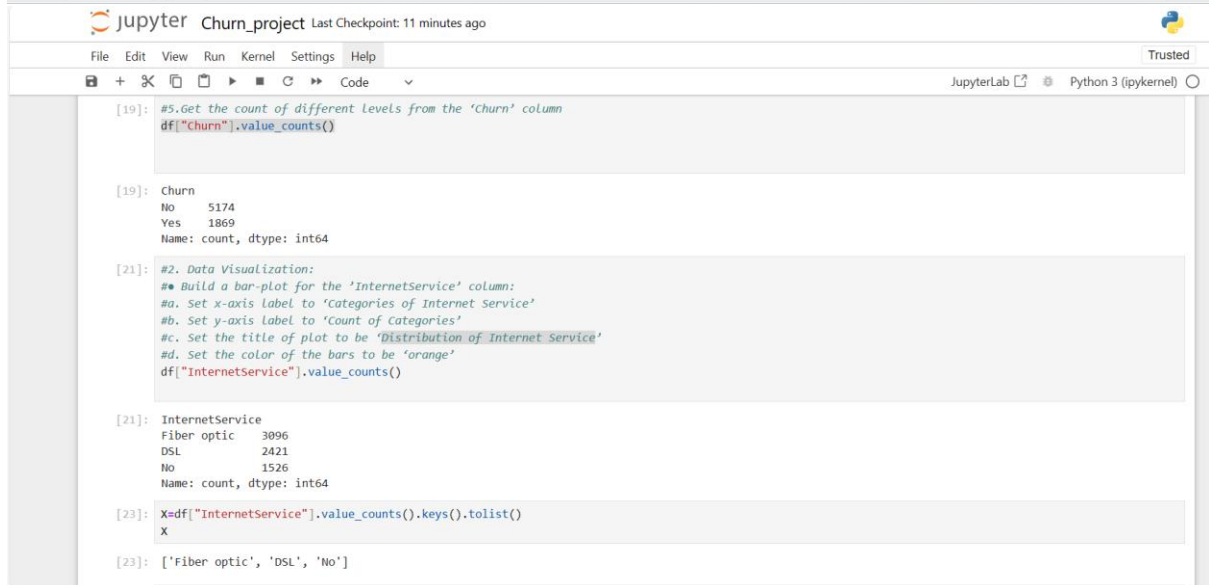 jupyter Churn_project Last Checkpoint: 11 minutes ago
File Edit View Run Kernel Settings Help Trusted
Code JupyterLab Python 3 (ipykernel)
[19]: #5.Get the count of different levels from the ‘Churn’ column
df["Churn"].value_counts()
[19]: Churn
No 5174
Yes 1869
Name: count, dtype: int64
[21]: #2. Data Visualization:
#● Build a bar-plot for the ’InternetService’ column:
#a. Set x-axis label to ‘Categories of Internet Service’
#b. Set y-axis label to ‘Count of Categories’
#c. Set the title of plot to be ‘Distribution of Internet Service’
#d. Set the color of the bars to be ‘orange’
df["InternetService"].value_counts()
[21]: InternetService
Fiber optic 3096
DSL 2421
No 1526
Name: count, dtype: int64
[23]: X=df["InternetService"].value_counts().keys().tolist()
X
[23]: ['Fiber optic', 'DSL', 'No']